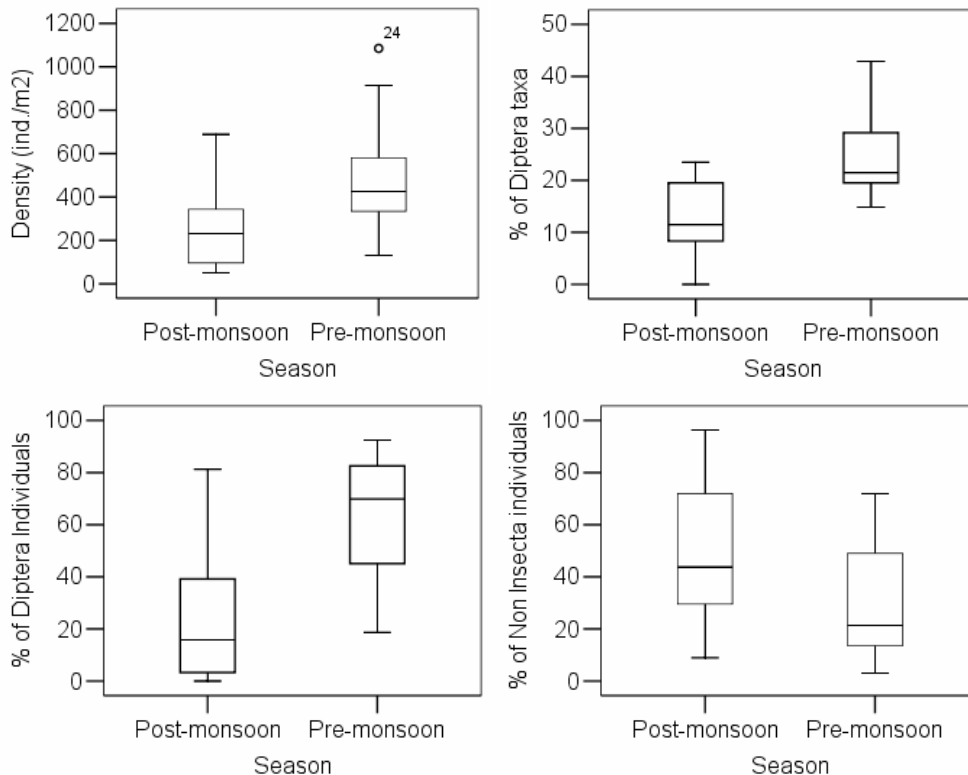 Density (ind./m2)
1200
1000
800
600
400
200
0
24
Post-monsoon Pre-monsoon
Season
% of Diptera taxa
50
40
30
20
10
0
Post-monsoon Pre-monsoon
Season
% of Diptera Individuals
100
80
60
40
20
0
Post-monsoon Pre-monsoon
Season
% of Non Insecta individuals
100
80
60
40
20
0
Post-monsoon Pre-monsoon
Season